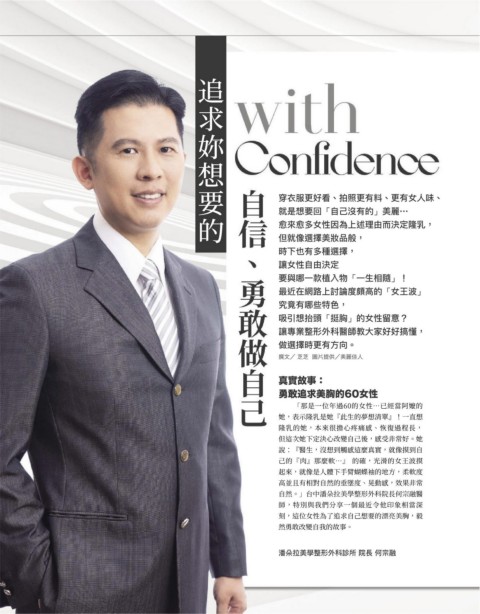 追求妳想要的
with
Confidence
自信、勇敢做自己
穿衣服更好看、拍照更有料、更有女人味、
就是想要回「自己沒有的」美麗…
愈來愈多女性因為上述理由而決定隆乳，
但就像選擇美妝品般，
時下也有多種選擇，
讓女性自由決定
要與哪一款植入物「一生相隨」！
最近在網路上討論度頗高的「女王波」
究竟有哪些特色，
吸引想抬頭「挺胸」的女性留意？
讓專業整形外科醫師教大家好好搞懂，
做選擇時更有方向。
撰文／芝芝 圖片提供／美麗佳人
真實故事：
勇敢追求美胸的60女性
「那是一位年過60的女性…已經當阿嬤的
她，表示隆乳是她『此生的夢想清單』！一直想
隆乳的她，本來很擔心疼痛感、恢復過程長，
但這次她下定決心改變自己後，感受非常好。她
說：『醫生，沒想到觸感這麼真實，就像摸到自
己的『肉』那麼軟…』 的確，光滑的女王波摸
起來，就像是人體下手臂蝴蝶袖的地方，柔軟度
高並且有相對自然的垂墜度、晃動感，效果非常
自然。」台中潘朵拉美學整形外科院長何宗融醫
師，特別與我們分享一個最近令他印象相當深
刻，這位女性為了追求自己想要的漂亮美胸，毅
然勇敢改變自我的故事。
潘朵拉美學整形外科診所 院長 何宗融